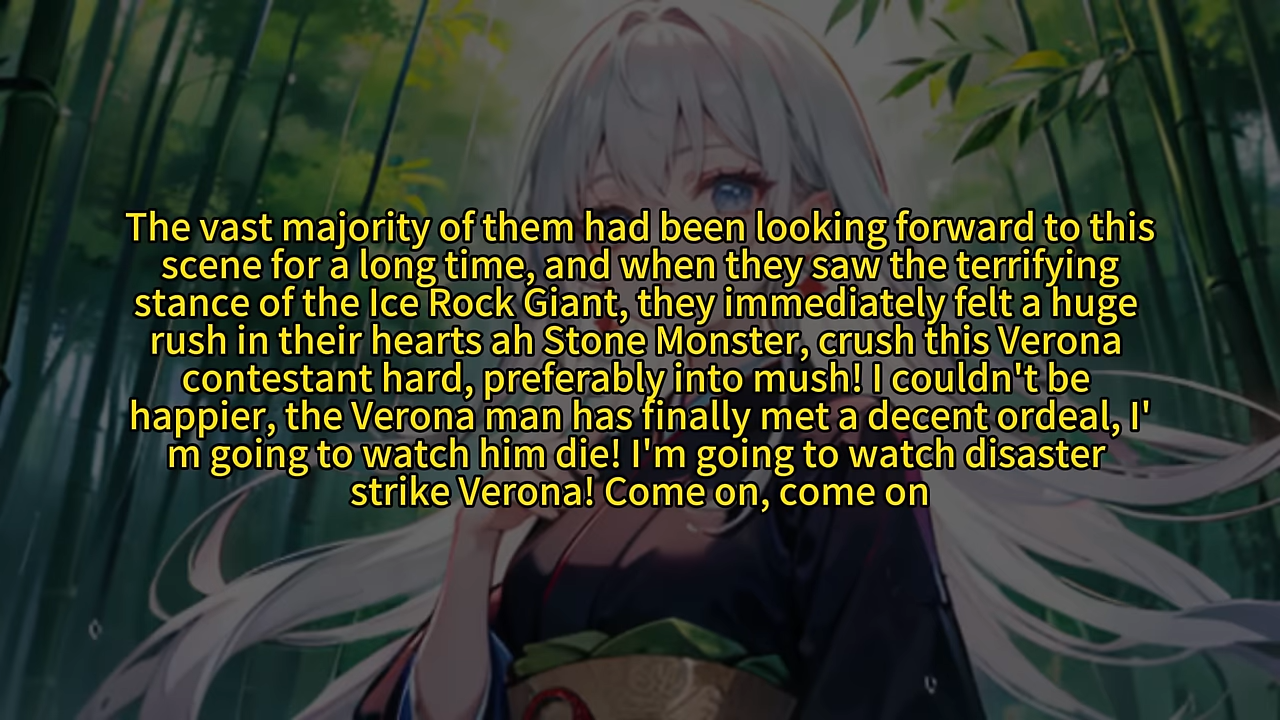 The vast majority of them had been looking forward to this
scene for a long time, and when they saw the terrifying
stance of the Ice Rock Giant, they immediately felt a huge
rush in their hearts ah Stone Monster, crush this Verona
contestant hard, preferably into mush! I couldn't be
happier, the Verona man has finally met a decent ordeal, I'
m going to watch him die! I'm going to watch disaster
strike Verona! Come on, come on